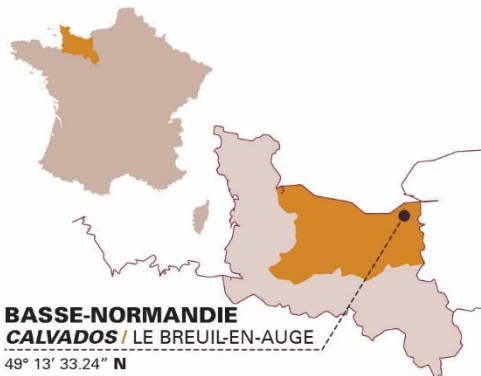 BASSE-NORMANDIE
CALVADOS / LE BREUIL-EN-AUGE
49° 13’ 33.24” N